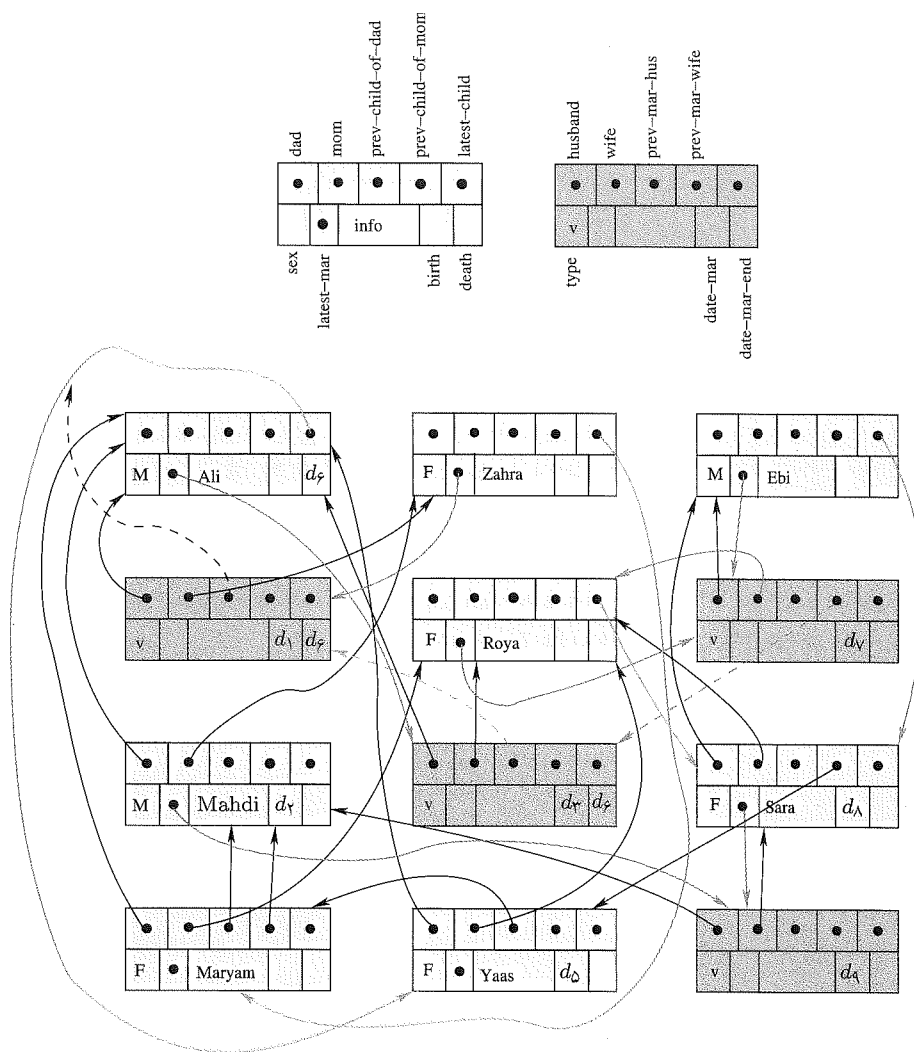 dad mom prev-child-of-dad prev-child-of-mom latest-child
info
sex latest-mar birth death
husband wife prev-mar-hus prev-mar-wife
v
type date-mar date-mar-end
M Ali d۶
F Zahra
M Ebi
v d۱ d۶
F Roya
v d۷
M Mahdi d۲
v d۳ d۶
F Sara d۸
F Maryam
F Yaas d۵
v d۹